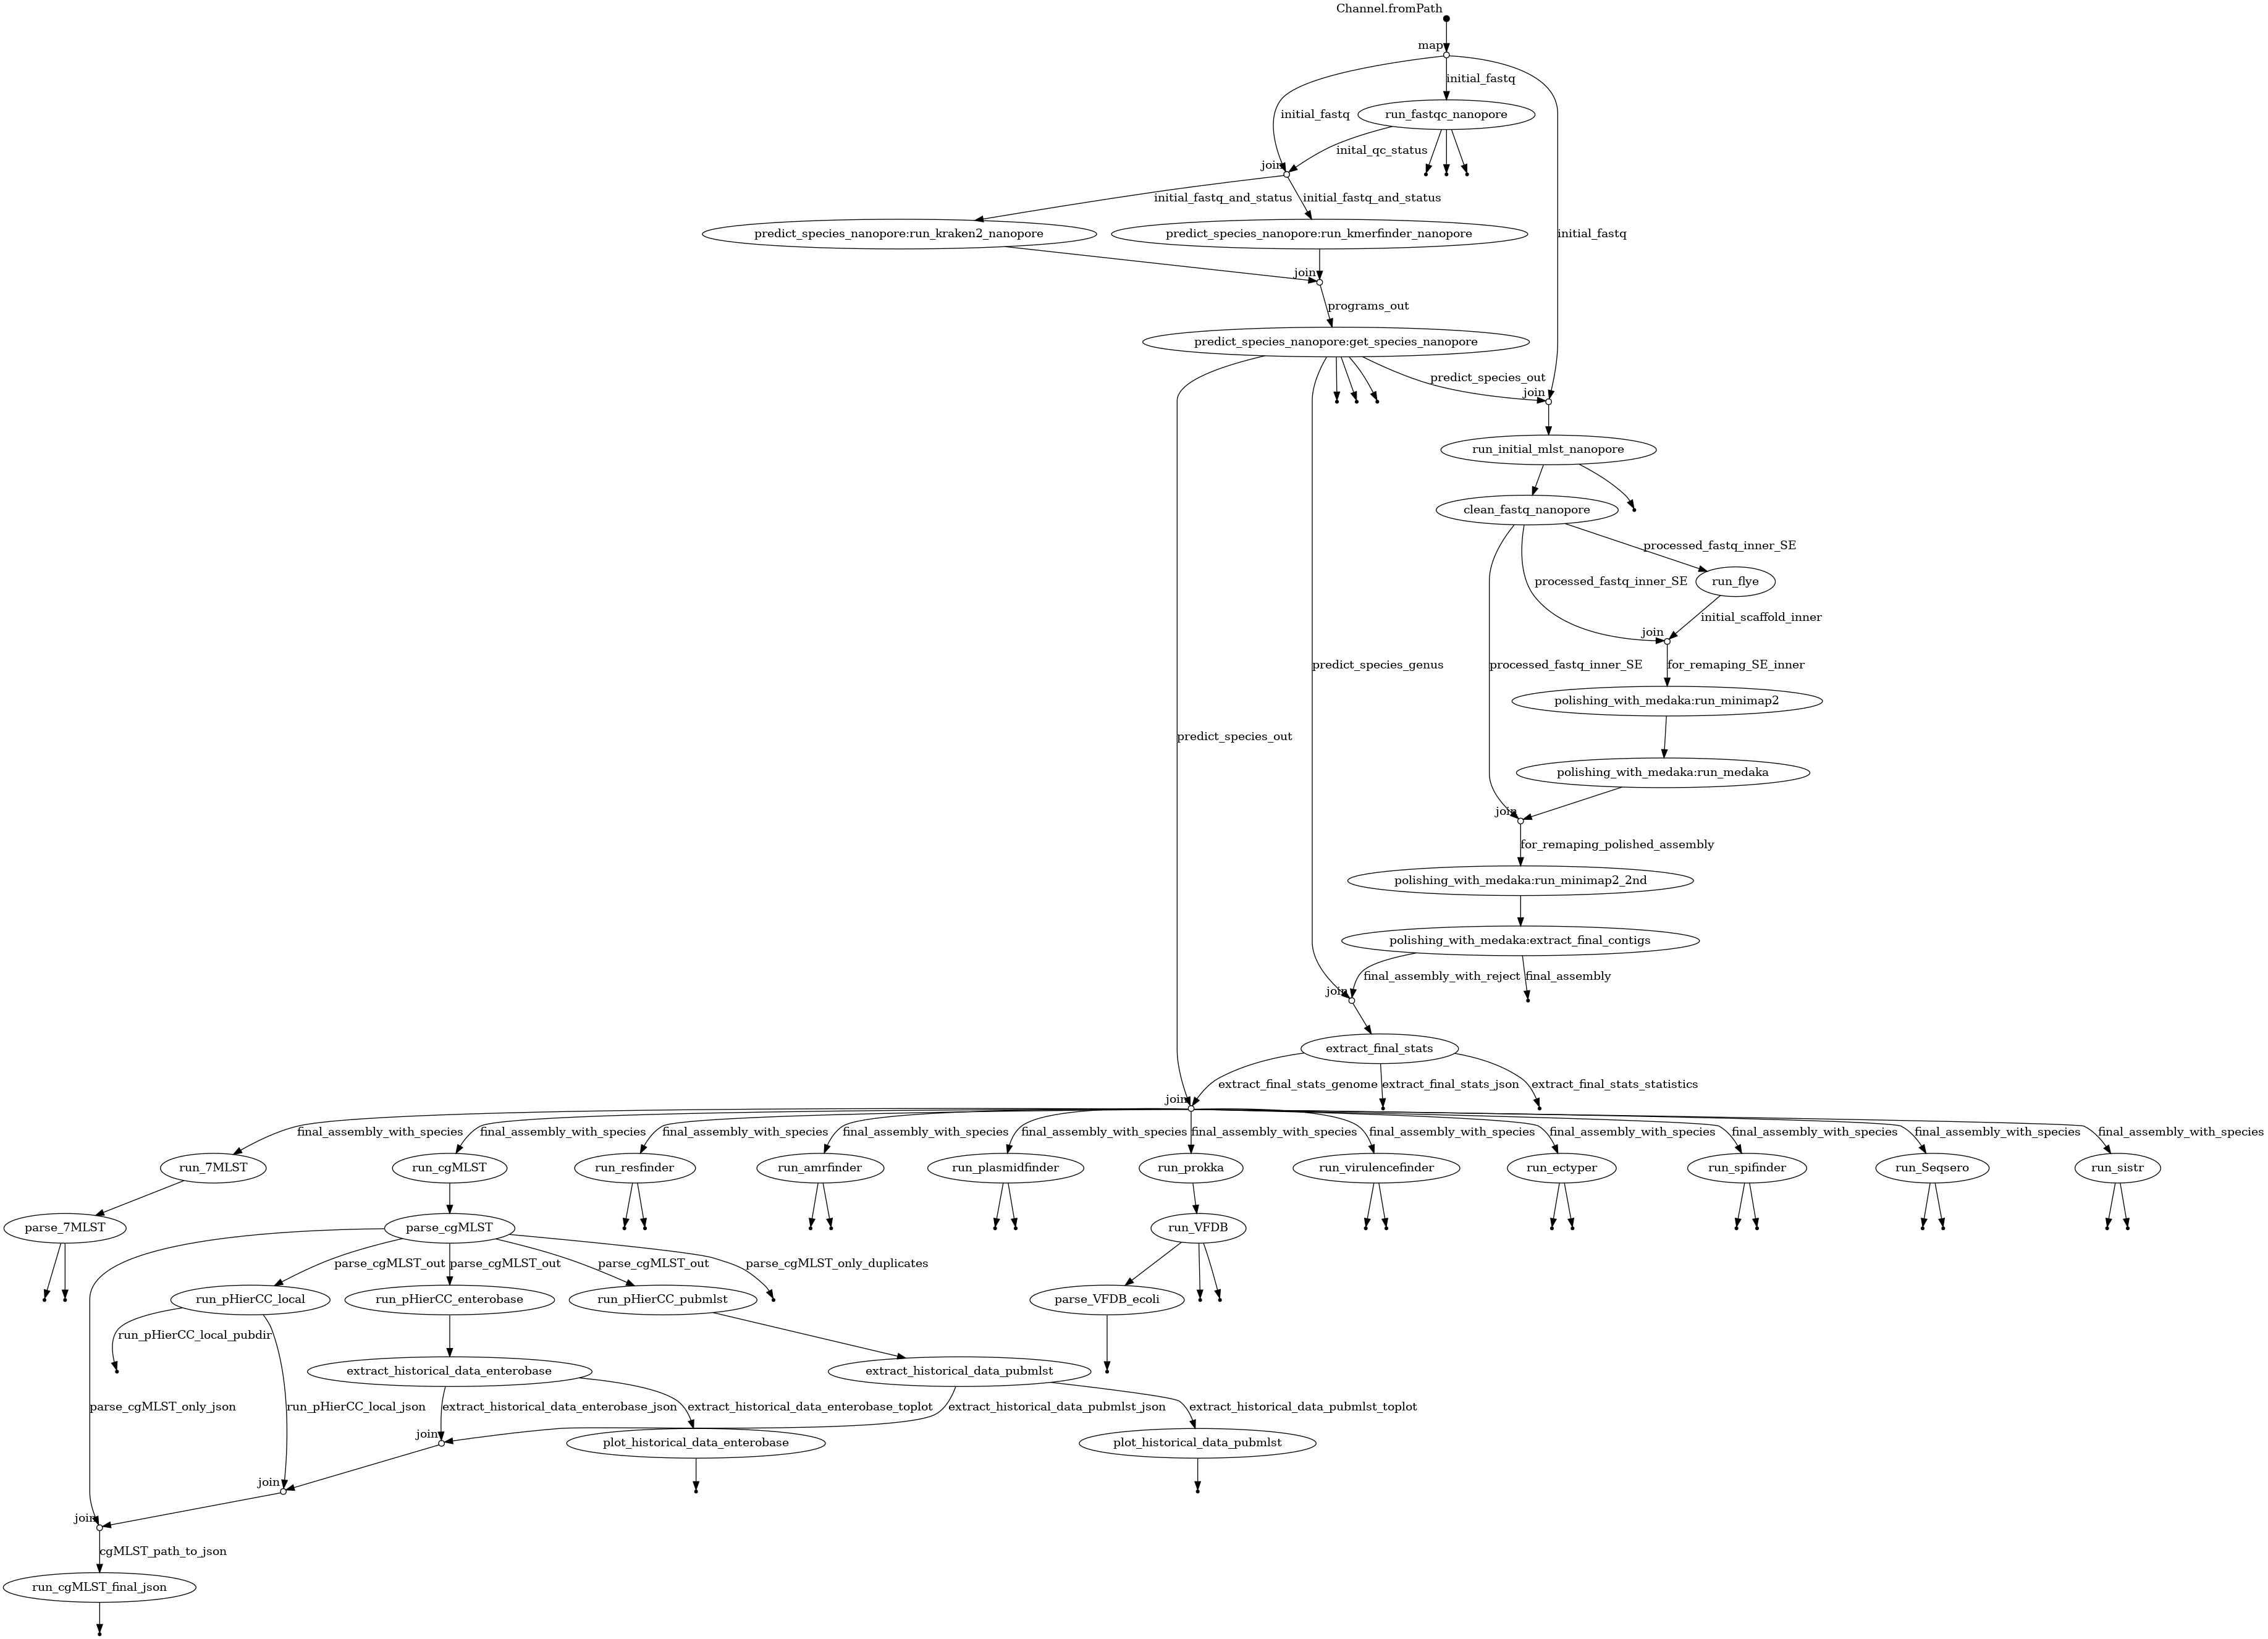 Channel.fromPath
map
initial_fastq
initial_fastq
run_fastqc_nanopore
inital_qc_status
join
initial_fastq_and_status
initial_fastq_and_status
predict_species_nanopore:run_kraken2_nanopore
predict_species_nanopore:run_kmerfinder_nanopore
initial_fastq
join
programs_out
predict_species_nanopore:get_species_nanopore
predict_species_out
join
run_initial_mlst_nanopore
clean_fastq_nanopore
processed_fastq_inner_SE
processed_fastq_inner_SE
run_flye
initial_scaffold_inner
join
predict_species_genus
processed_fastq_inner_SE
for_remaping_SE_inner
polishing_with_medaka:run_minimap2
predict_species_out
polishing_with_medaka:run_medaka
join
for_remaping_polished_assembly
polishing_with_medaka:run_minimap2_2nd
polishing_with_medaka:extract_final_contigs
final_assembly_with_reject
final_assembly
join
extract_final_stats
extract_final_stats_genome
extract_final_stats_json
extract_final_stats_statistics
join
final_assembly_with_species
final_assembly_with_species
final_assembly_with_species
final_assembly_with_species
final_assembly_with_species
final_assembly_with_species
final_assembly_with_species
final_assembly_with_species
final_assembly_with_species
final_assembly_with_species
final_assembly_with_species
run_7MLST
run_cgMLST
run_resfinder
run_amrfinder
run_plasmidfinder
run_prokka
run_virulencefinder
run_ectyper
run_spifinder
run_Seqsero
run_sistr
parse_7MLST
parse_cgMLST
run_VFDB
parse_cgMLST_out
parse_cgMLST_out
parse_cgMLST_out
parse_cgMLST_only_duplicates
run_pHierCC_local
run_pHierCC_enterobase
run_pHierCC_pubmlst
parse_VFDB_ecoli
run_pHierCC_local_pubdir
extract_historical_data_enterobase
extract_historical_data_pubmlst
parse_cgMLST_only_json
run_pHierCC_local_json
extract_historical_data_enterobase_json
extract_historical_data_enterobase_toplot
extract_historical_data_pubmlst_json
extract_historical_data_pubmlst_toplot
join
plot_historical_data_enterobase
plot_historical_data_pubmlst
join
join
cgMLST_path_to_json
run_cgMLST_final_json